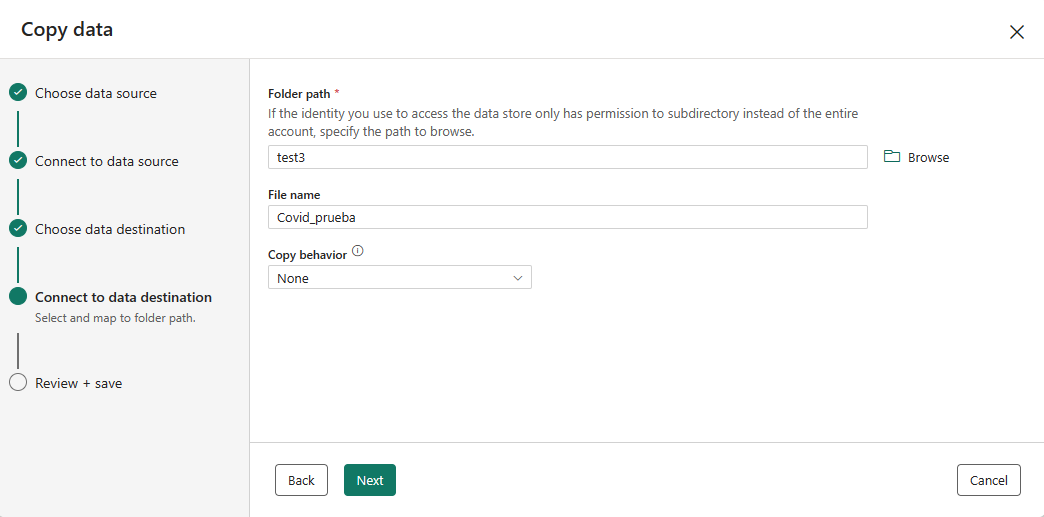 Copy data
Choose data source
Connect to data source
Choose data destination
Connect to data destination
Select and map to folder path.
Review + save
Folder path *
If the identity you use to access the data store only has permission to subdirectory instead of the entire
account, specify the path to browse.
test3
Browse
File name
Covid_prueba
Copy behavior
None
Back
Next
Cancel